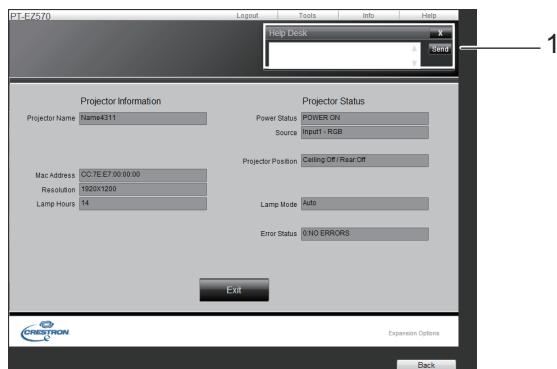 PT-EZ570
Logout Tools Info Help
Help Desk X
Send
1
Projector Information Projector Status
Projector Name Name4311 Power Status POWER ON
Source Input1 - RGB
Projector Position Ceiling:Off / Rear:Off
Mac Address CC:7E:E7:00:00:00
Resolution 1920X1200
Lamp Hours 14 Lamp Mode Auto
Error Status 0:NO ERRORS
Exit
CRESTRON Expansion Options
Back